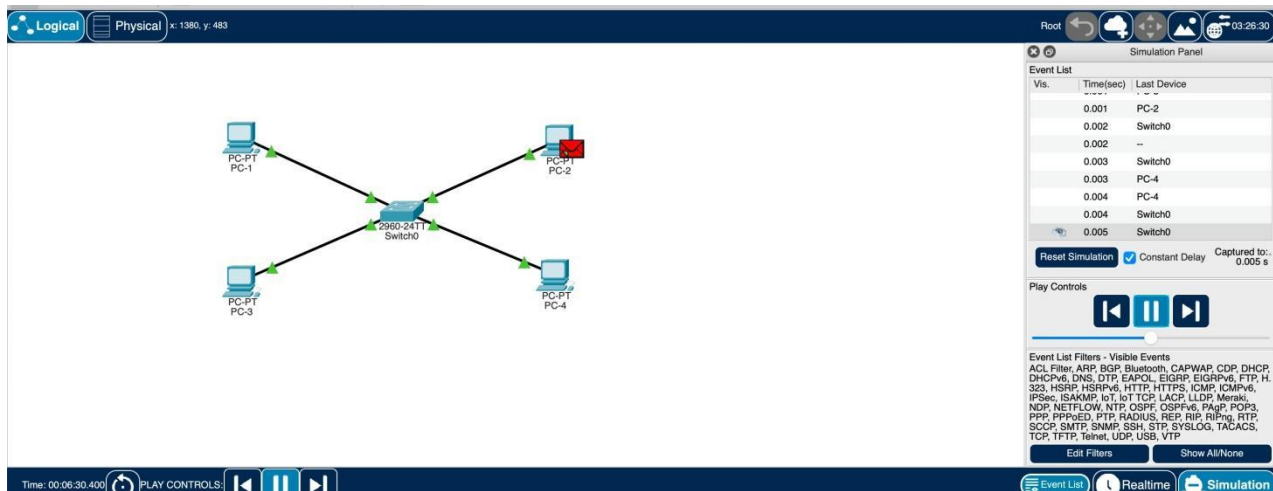 Logical
Physical x: 1380, y: 483
Root
03:26:30
Simulation Panel
Event List
Vis. Time(sec) Last Device
0.001 PC-2
0.002 Switch0
0.002 --
0.003 Switch0
0.003 PC-4
0.004 PC-4
0.004 Switch0
0.005 Switch0
Reset Simulation Constant Delay Captured to:.
0.005 s
Play Controls
Event List Filters - Visible Events
ACL Filter, ARP, BGP, Bluetooth, CAPWAP, CDP, DHCP,
DHCPv6, DNS, DTP, EAPOL, EIGRP, EIGRPv6, FTP, H.
323, HSRP, HSRPv6, HTTP, HTTPS, ICMP, ICMPv6,
IPSec, ISAKMP, IoT, IoT TCP, LACP, LLDP, Meraki,
NDP, NETFLOW, NTP, OSPF, OSPFv6, PAgP, POP3,
PPP, PPPoED, PTP, RADIUS, REP, RIP, RIPng, RTP,
SCCP, SMTP, SNMP, SSH, STP, SYSLOG, TACACS,
TCP, TFTP, Telnet, UDP, USB, VTP
Edit Filters
Show All/None
PC-PT
PC-1
PC-PT
PC-2
2960-24TT
Switch0
PC-PT
PC-3
PC-PT
PC-4
Time: 00:06:30.400
PLAY CONTROLS:
Event List
Realtime
Simulation